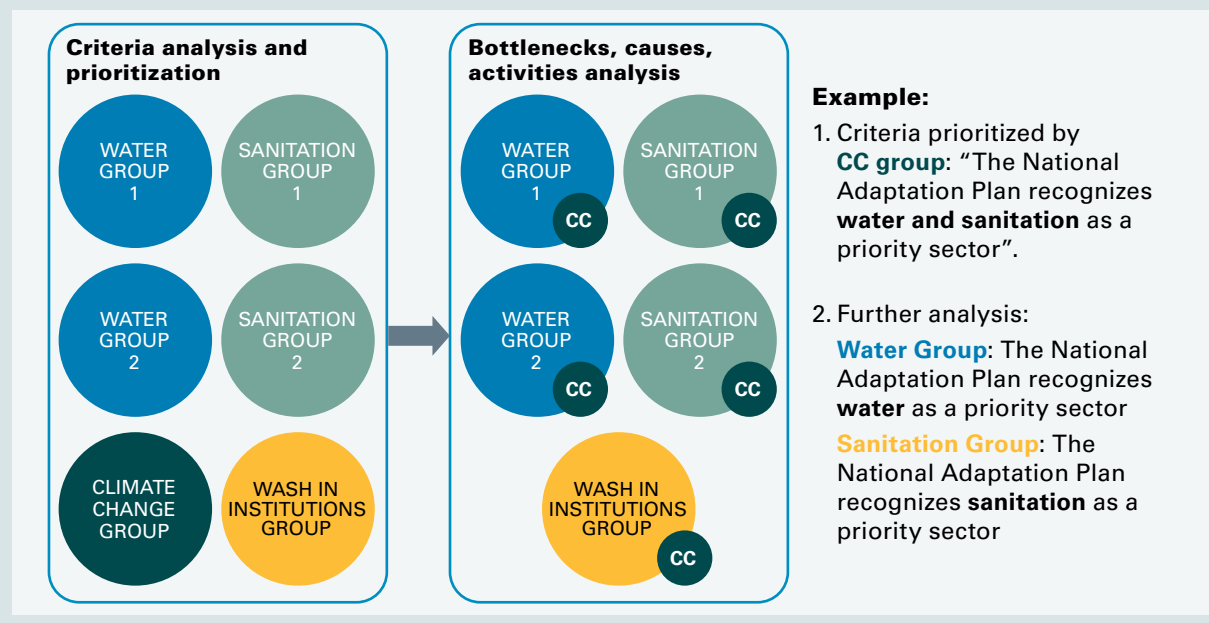 Criteria analysis and
prioritization
WATER
GROUP
1
SANITATION
GROUP
1
WATER
GROUP
2
SANITATION
GROUP
2
CLIMATE
CHANGE
GROUP
WASH IN
INSTITUTIONS
GROUP
Bottlenecks, causes,
activities analysis
WATER
GROUP
1
CC
SANITATION
GROUP
1
CC
WATER
GROUP
2
CC
SANITATION
GROUP
2
CC
WASH IN
INSTITUTIONS
GROUP
CC
Example:
1. Criteria prioritized by
CC group: “The National
Adaptation Plan recognizes
water and sanitation as a
priority sector”.
2. Further analysis:
Water Group: The National
Adaptation Plan recognizes
water as a priority sector
Sanitation Group: The
National Adaptation Plan
recognizes sanitation as a
priority sector